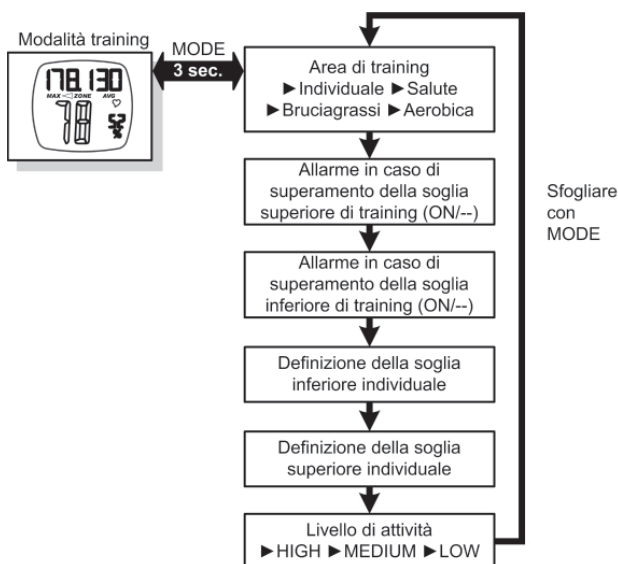 Modalità training
MODE
3 sec.
178.130
MAX ZONE AVG
78
52
%
Area di training
►Individuale ►Salute
►Bruciagrassi ►Aerobica
Allarme in caso di
superamento della soglia
superiore di training (ON/--)
Allarme in caso di
superamento della soglia
inferiore di training (ON/--)
Definizione della soglia
inferiore individuale
Definizione della soglia
superiore individuale
Livello di attività
►HIGH ►MEDIUM ►LOW
Sfogliare
con
MODE